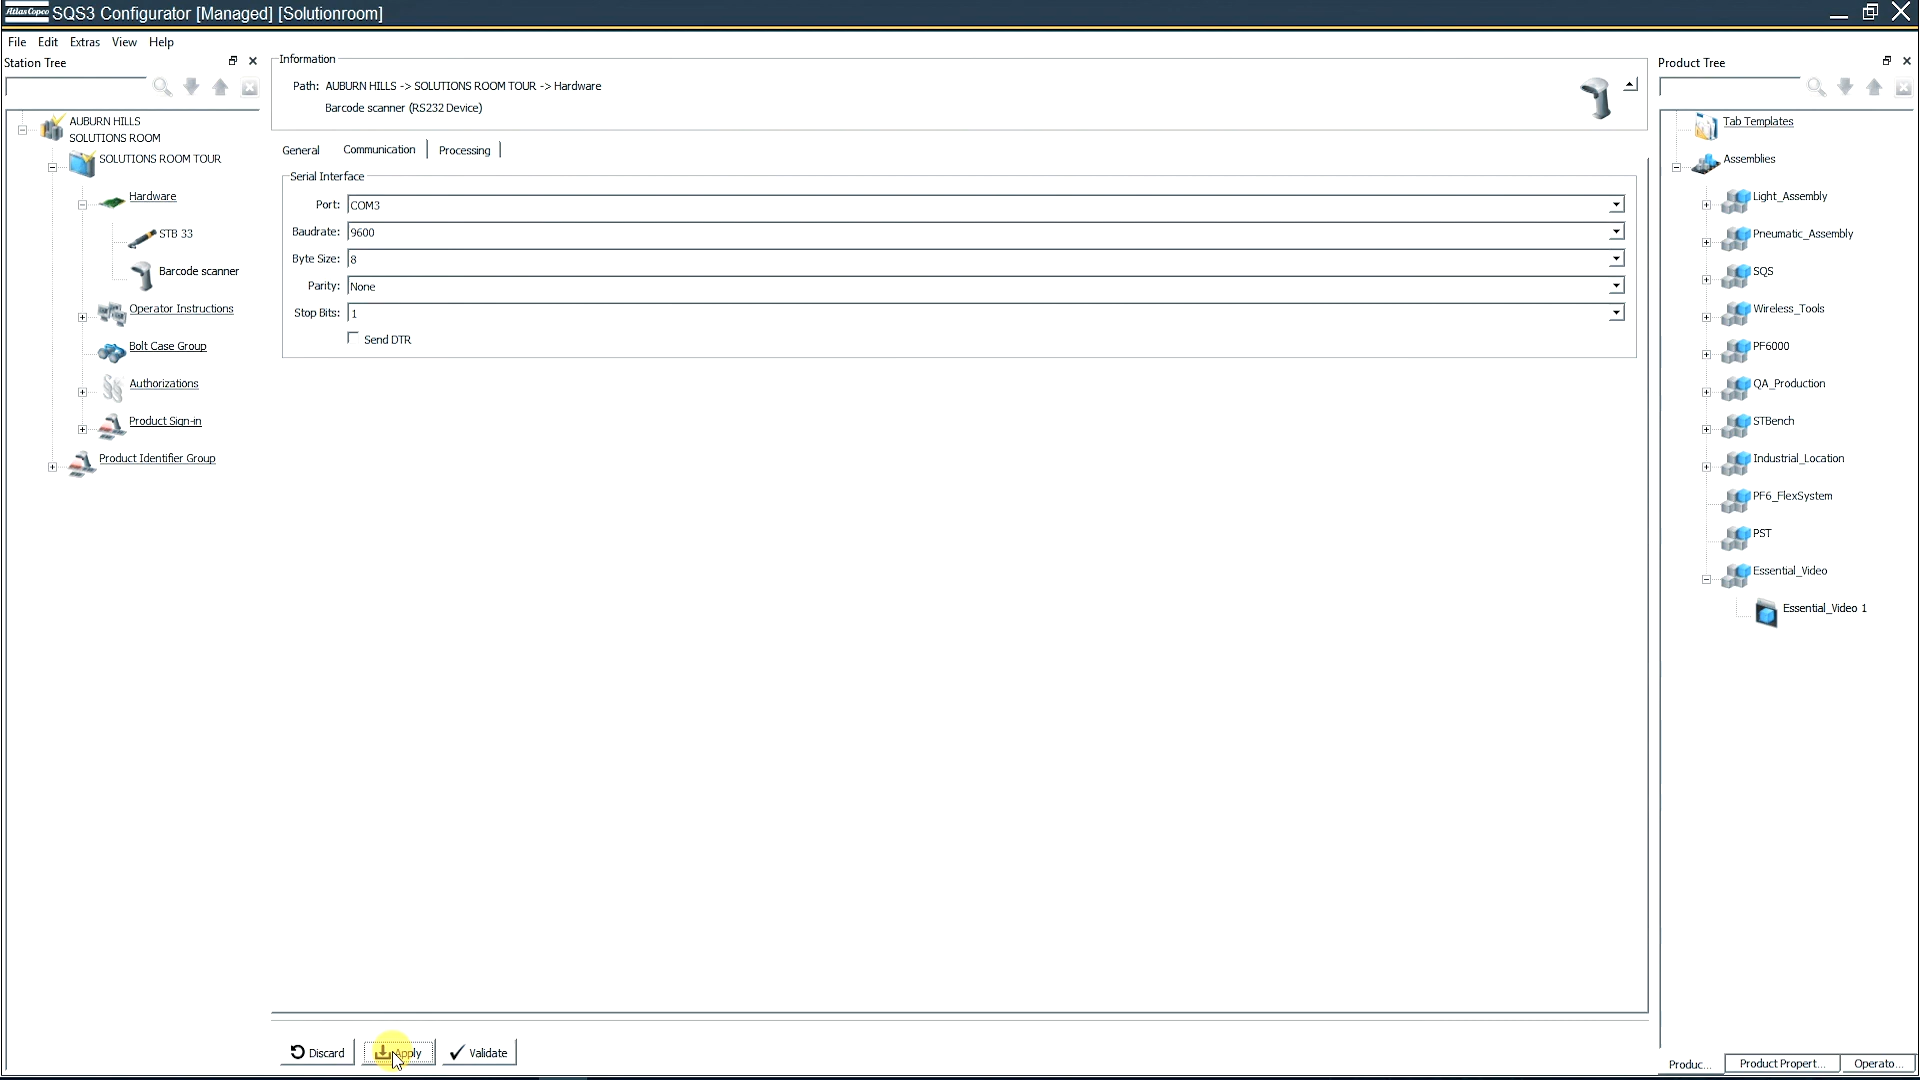 Atlas Copco SQS3 Configurator [Managed] [Solutionroom]
File Edit Extras View Help
Station Tree
AUBURN HILLS
SOLUTIONS ROOM
SOLUTIONS ROOM TOUR
Hardware
STB 33
Barcode scanner
Operator Instructions
Bolt Case Group
Authorizations
Product Sign-in
Product Identifier Group
Information
Path: AUBURN HILLS -> SOLUTIONS ROOM TOUR -> Hardware
Barcode scanner (RS232 Device)
General Communication Processing
Serial Interface
Port: COM3
Baudrate: 9600
Byte Size: 8
Parity: None
Stop Bits: 1
Send DTR
Discard Apply Validate
Product Tree
Tab Templates
Assemblies
Light_Assembly
Pneumatic_Assembly
SQS
Wireless_Tools
PF6000
QA_Production
STBench
Industrial_Location
PF6_FlexSystem
PST
Essential_Video
Essential_Video 1
Produc... Product Propert... Operato...